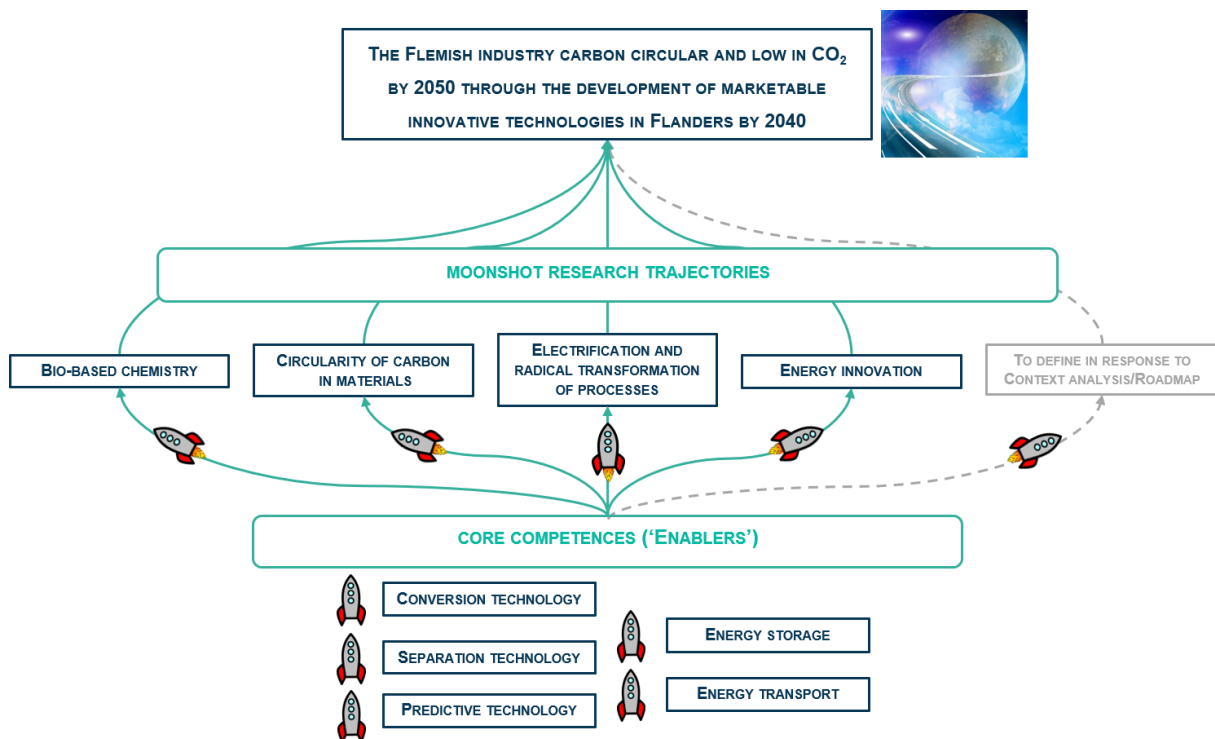 The Flemish industry carbon circular and low in CO₂
by 2050 through the development of marketable
innovative technologies in Flanders by 2040
MOONSHOT RESEARCH TRAJECTORIES
Bio-based chemistry
Circularity of carbon
in materials
Electrification and
radical transformation
of processes
Energy innovation
To define in response to
Context analysis/Roadmap
CORE COMPETENCES (‘Enablers’)
Conversion technology
Separation technology
Predictive technology
Energy storage
Energy transport